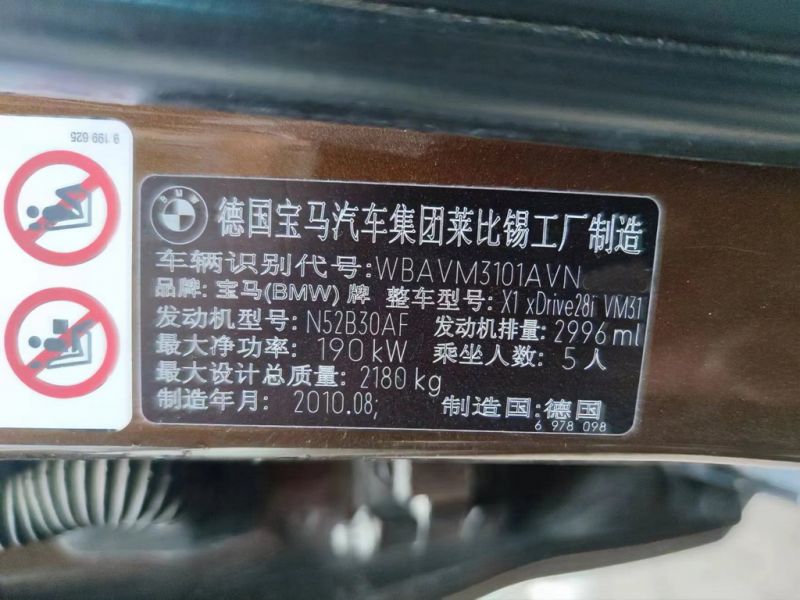 9 199 625
BMW
德国宝马汽车集团莱比锡工厂制造
车辆识别代号:WBAVM3101AVN
品牌: 宝马(BMW) 牌 整车型号: X1 xDrive28i VM31
发动机型号: N52B30AF 发动机排量: 2996 ml
最大净功率: 190 kW 乘坐人数: 5 人
最大设计总质量: 2180 kg
制造年月: 2010.08; 制造国: 德国
6 978 098